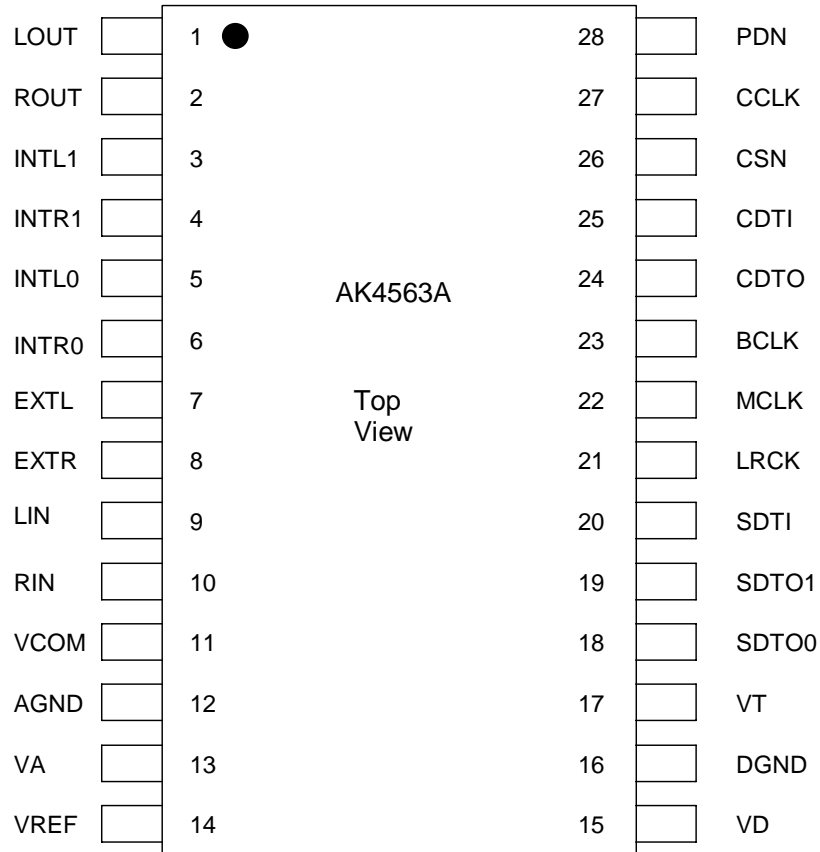 LOUT 1 28 PDN
ROUT 2 27 CCLK
INTL1 3 26 CSN
INTR1 4 25 CDTI
INTL0 5 24 CDTO
AK4563A
INTR0 6 23 BCLK
EXTL 7 Top 22 MCLK
View
EXTR 8 21 LRCK
LIN 9 20 SDTI
RIN 10 19 SDTO1
VCOM 11 18 SDTO0
AGND 12 17 VT
VA 13 16 DGND
VREF 14 15 VD